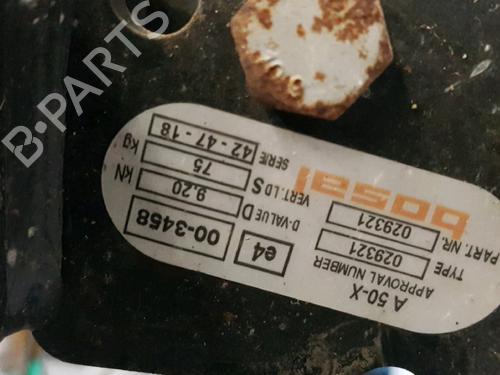 B-PARTS
bosal
PART. NR. 029321
TYPE 029321
A 50-X
APPROVAL NUMBER
e4 00-3458
D-VALUE D 9.20 kN
VERT. LD S 75 kg
SERIE 42-47-18